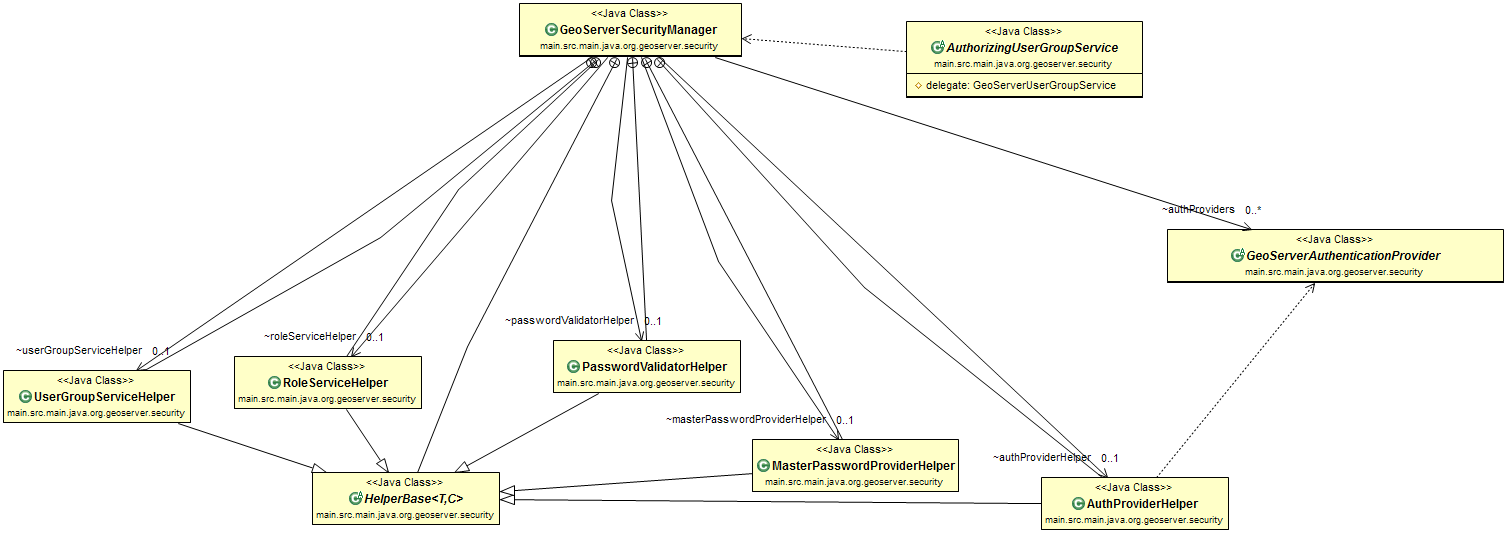 <<Java Class>>
GeoServerSecurityManager
main.src.main.java.org.geoserver.security
<<Java Class>>
AuthorizingUserGroupService
main.src.main.java.org.geoserver.security
delegate: GeoServerUserGroupService
~authProviders 0..*
<<Java Class>>
GeoServerAuthenticationProvider
main.src.main.java.org.geoserver.security
~userGroupServiceHelper 0..1
<<Java Class>>
UserGroupServiceHelper
main.src.main.java.org.geoserver.security
~roleServiceHelper 0..1
<<Java Class>>
RoleServiceHelper
main.src.main.java.org.geoserver.security
~passwordValidatorHelper 0..1
<<Java Class>>
PasswordValidatorHelper
main.src.main.java.org.geoserver.security
~masterPasswordProviderHelper 0..1
<<Java Class>>
MasterPasswordProviderHelper
main.src.main.java.org.geoserver.security
~authProviderHelper 0..1
<<Java Class>>
AuthProviderHelper
main.src.main.java.org.geoserver.security
<<Java Class>>
HelperBase<T,C>
main.src.main.java.org.geoserver.security